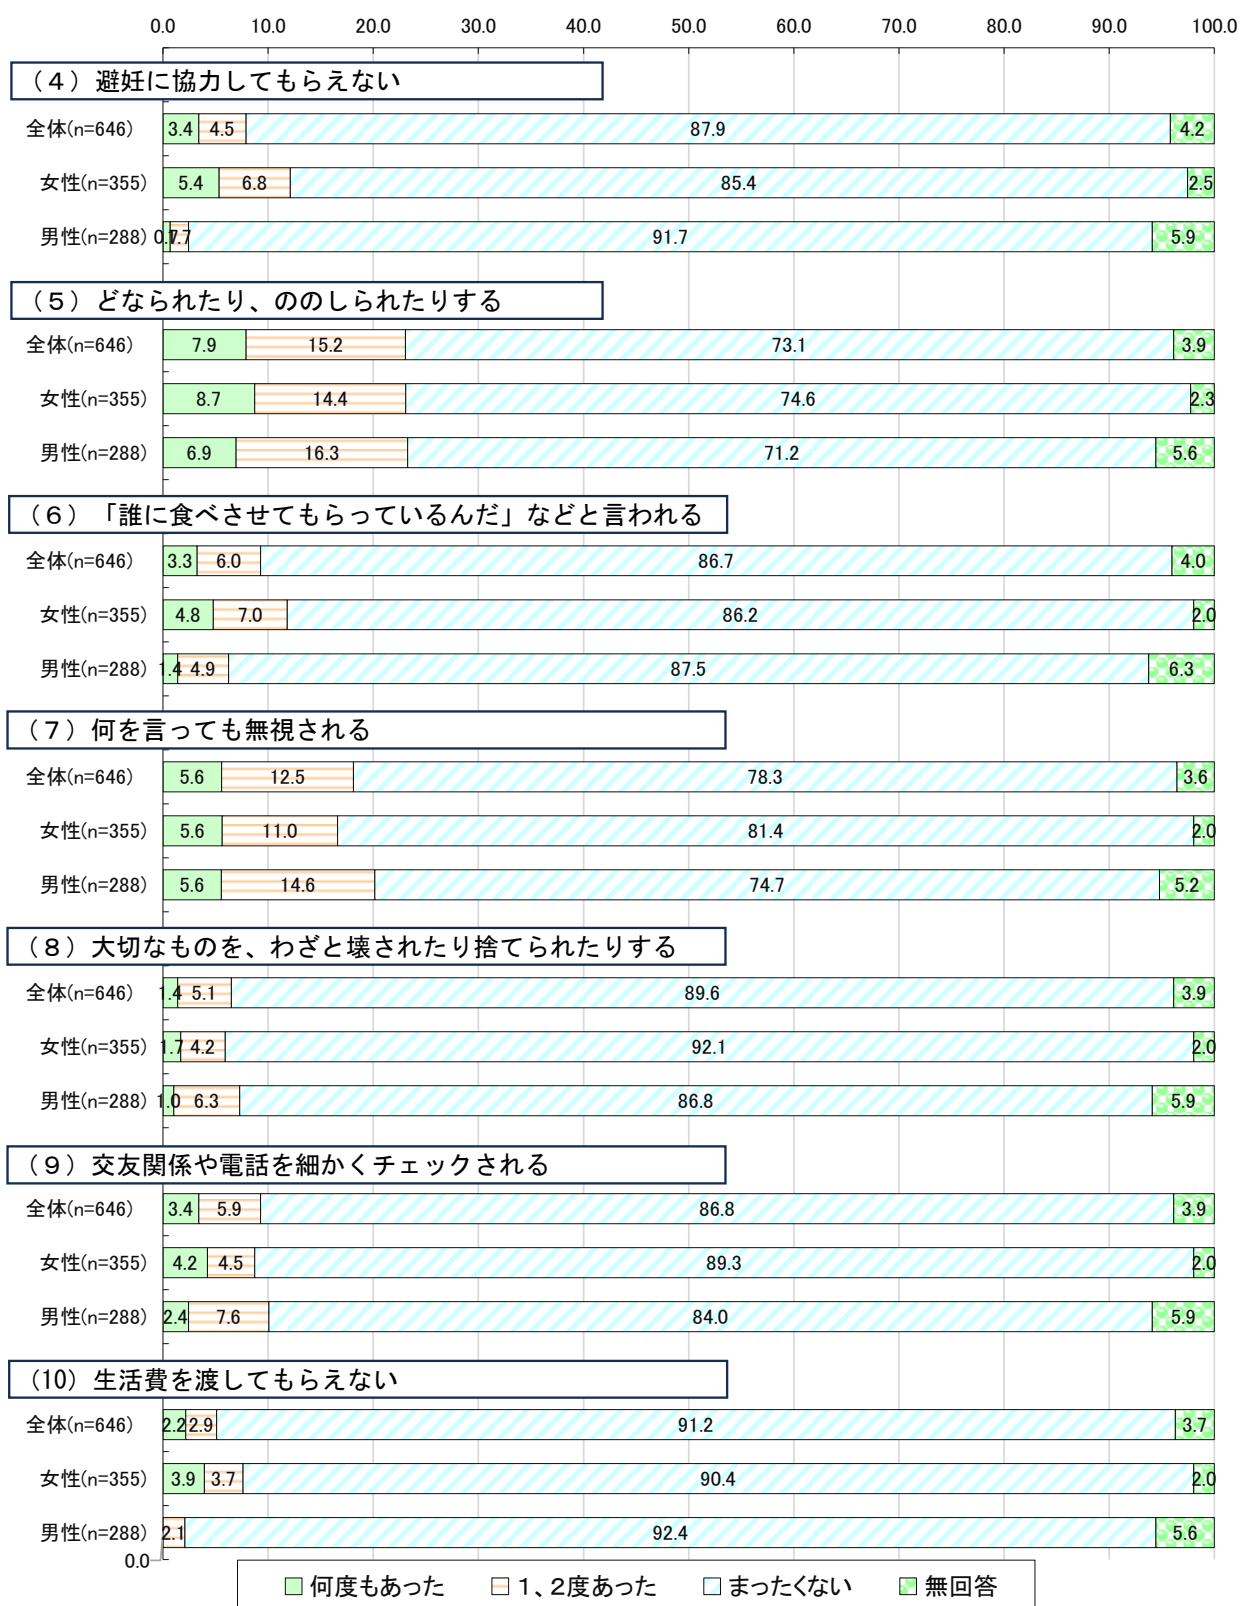 0.0 10.0 20.0 30.0 40.0 50.0 60.0 70.0 80.0 90.0 100.0
（４）避妊に協力してもらえない
全体(n=646) 3.4 4.5 87.9 4.2
女性(n=355) 5.4 6.8 85.4 2.5
男性(n=288) 0.7 1.7 91.7 5.9
（５）どなられたり、ののしられたりする
全体(n=646) 7.9 15.2 73.1 3.9
女性(n=355) 8.7 14.4 74.6 2.3
男性(n=288) 6.9 16.3 71.2 5.6
（６）「誰に食べさせてもらっているんだ」などと言われる
全体(n=646) 3.3 6.0 86.7 4.0
女性(n=355) 4.8 7.0 86.2 2.0
男性(n=288) 1.4 4.9 87.5 6.3
（７）何を言っても無視される
全体(n=646) 5.6 12.5 78.3 3.6
女性(n=355) 5.6 11.0 81.4 2.0
男性(n=288) 5.6 14.6 74.7 5.2
（８）大切なものを、わざと壊されたり捨てられたりする
全体(n=646) 1.4 5.1 89.6 3.9
女性(n=355) 1.7 4.2 92.1 2.0
男性(n=288) 1.0 6.3 86.8 5.9
（９）交友関係や電話を細かくチェックされる
全体(n=646) 3.4 5.9 86.8 3.9
女性(n=355) 4.2 4.5 89.3 2.0
男性(n=288) 2.4 7.6 84.0 5.9
（10）生活費を渡してもらえない
全体(n=646) 2.2 2.9 91.2 3.7
女性(n=355) 3.9 3.7 90.4 2.0
男性(n=288) 2.1 92.4 5.6
0.0
何度もあった １、２度あった まったくない 無回答